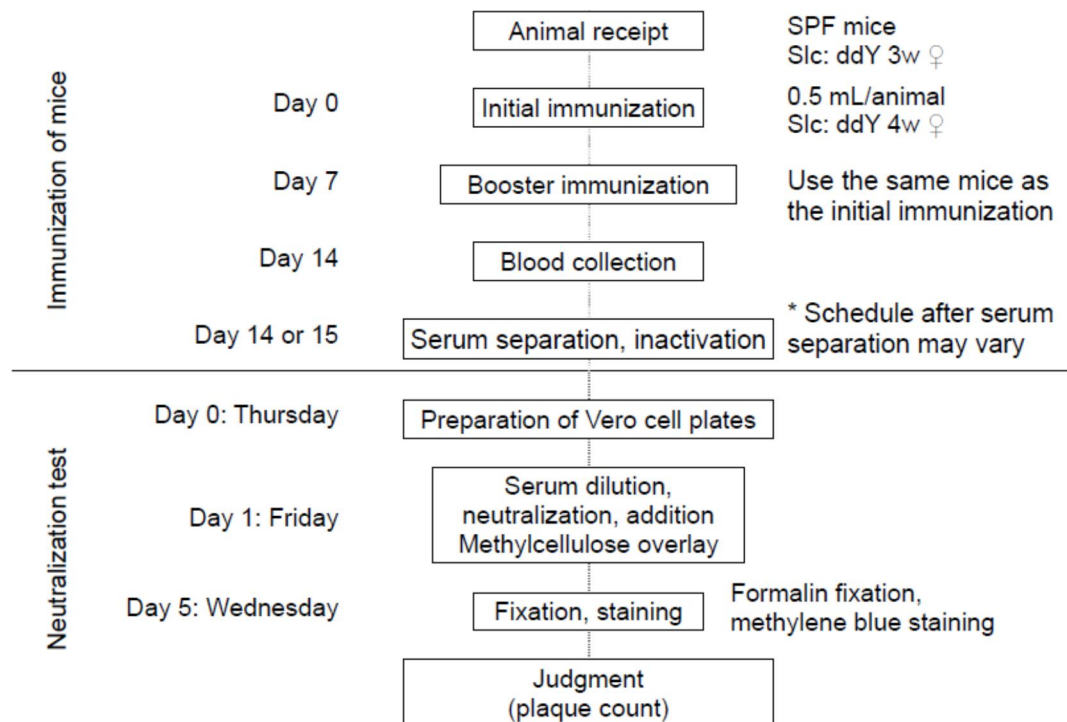 Animal receipt
SPF mice
Slc: ddY 3w ♀
Immunization of mice
Day 0
Initial immunization
0.5 mL/animal
Slc: ddY 4w ♀
Day 7
Booster immunization
Use the same mice as
the initial immunization
Day 14
Blood collection
Day 14 or 15
Serum separation, inactivation
* Schedule after serum
separation may vary
Neutralization test
Day 0: Thursday
Preparation of Vero cell plates
Day 1: Friday
Serum dilution,
neutralization, addition
Methylcellulose overlay
Day 5: Wednesday
Fixation, staining
Formalin fixation,
methylene blue staining
Judgment
(plaque count)